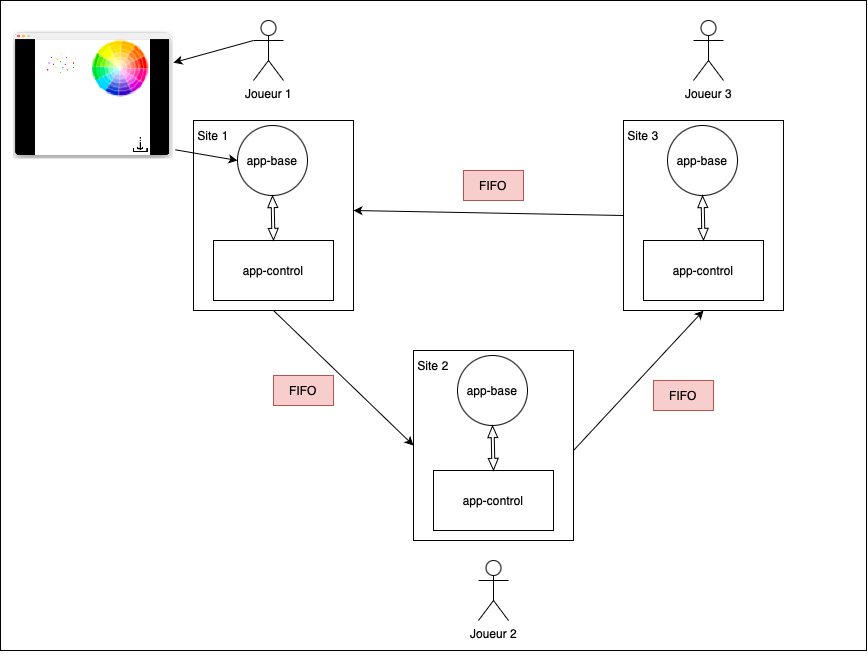 Joueur 1
Joueur 3
Site 1
app-base
app-control
FIFO
Site 3
app-base
app-control
FIFO
Site 2
app-base
app-control
FIFO
Joueur 2